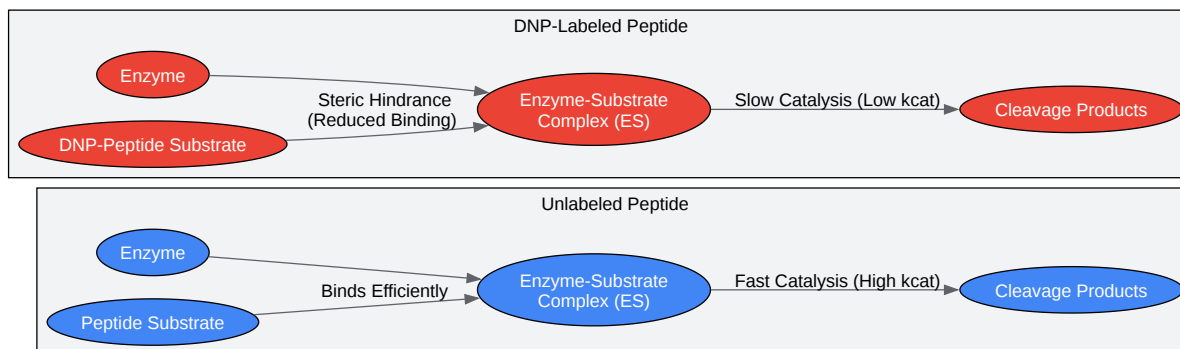 DNP-Labeled Peptide
Enzyme
Steric Hindrance
(Reduced Binding)
DNP-Peptide Substrate
Enzyme-Substrate
Complex (ES)
Slow Catalysis (Low kcat)
Cleavage Products
Unlabeled Peptide
Enzyme
Binds Efficiently
Peptide Substrate
Enzyme-Substrate
Complex (ES)
Fast Catalysis (High kcat)
Cleavage Products